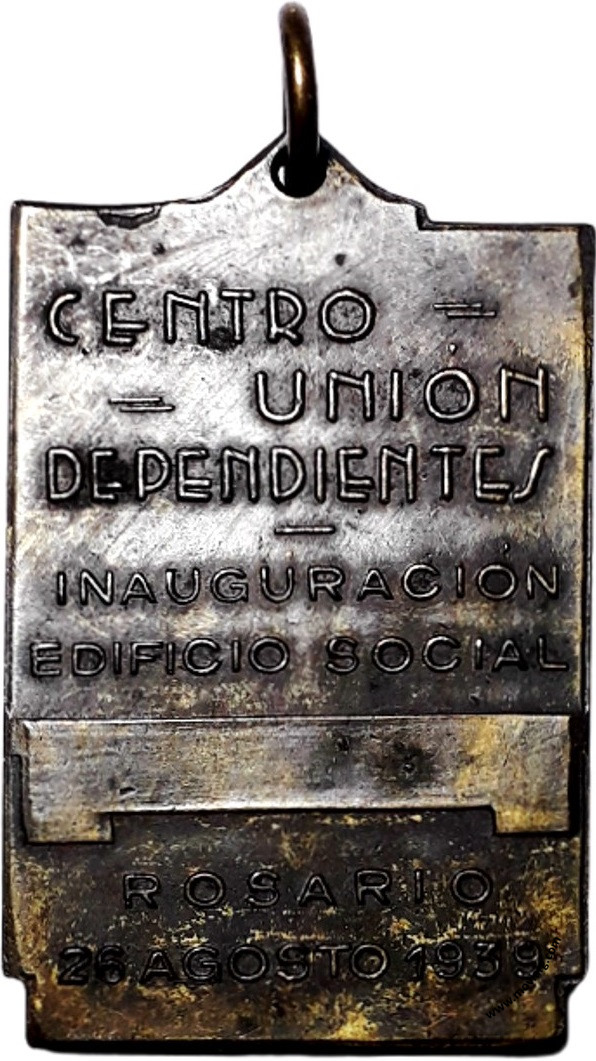 CENTRO =
= UNIÓN
DEPENDIENTES
—
INAUGURACIÓN
EDIFICIO SOCIAL
ROSARIO
26 AGOSTO 1939